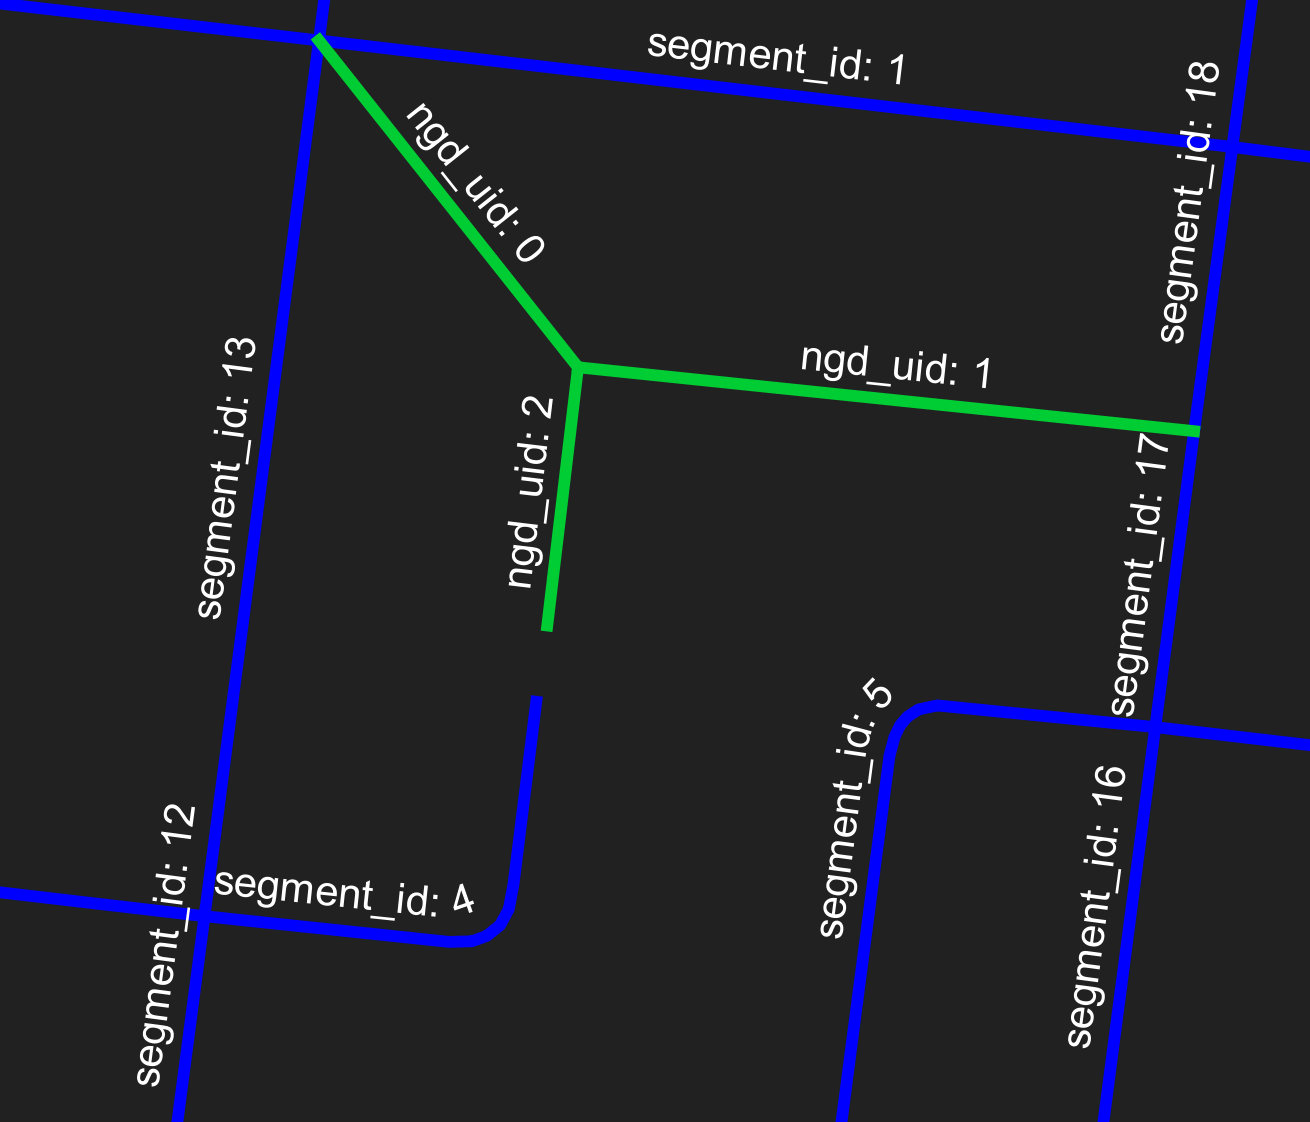 segment_id: 1
segment_id: 18
ngd_uid: 0
segment_id: 13
ngd_uid: 1
ngd_uid: 2
segment_id: 17
segment_id: 5
segment_id: 16
segment_id: 12
segment_id: 4